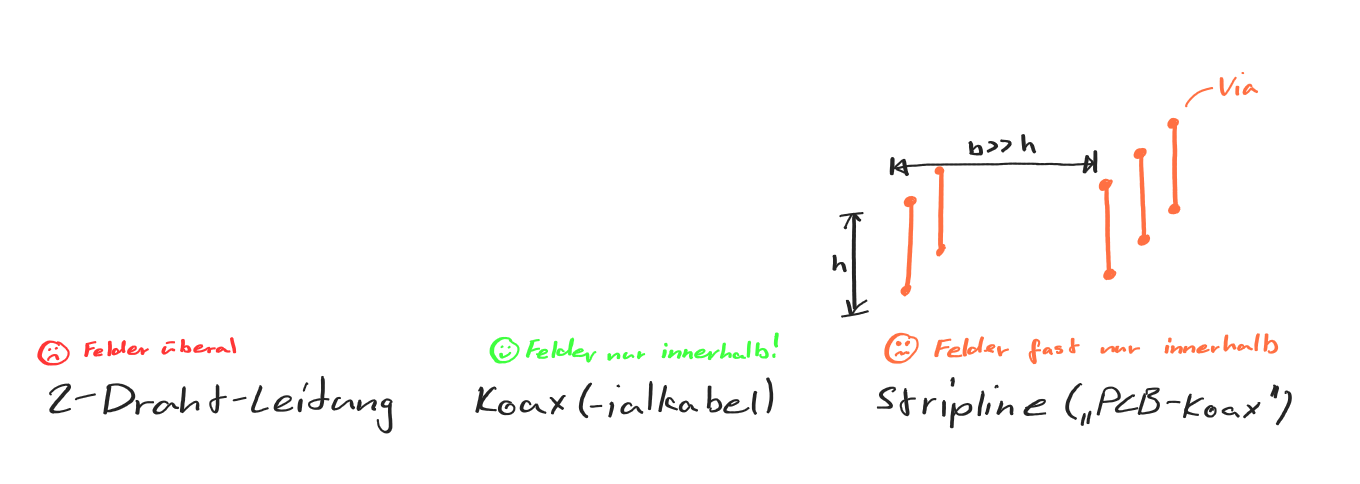 Via
b>>h
h
Felder überal
Felder nur innerhalb!
Felder fast nur innerhalb
2-Draht-Leitung
Koax(-ialkabel)
Stripline („PCB-Koax")